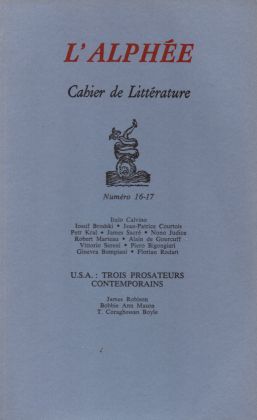 L'ALPHÉE
Cahier de Littérature
Numéro 16-17
Italo Calvino
Iossif Brodski • Jean-Patrice Courtois
Petr Kral • James Sacré • Nuno Judice
Robert Marteau • Alain de Gourcuff
Vittorio Sereni • Piero Bigongiari
Ginevra Bompiani • Florian Rodari
U.S.A. : TROIS PROSATEURS
CONTEMPORAINS
James Robison
Bobbie Ann Mason
T. Coraghessan Boyle